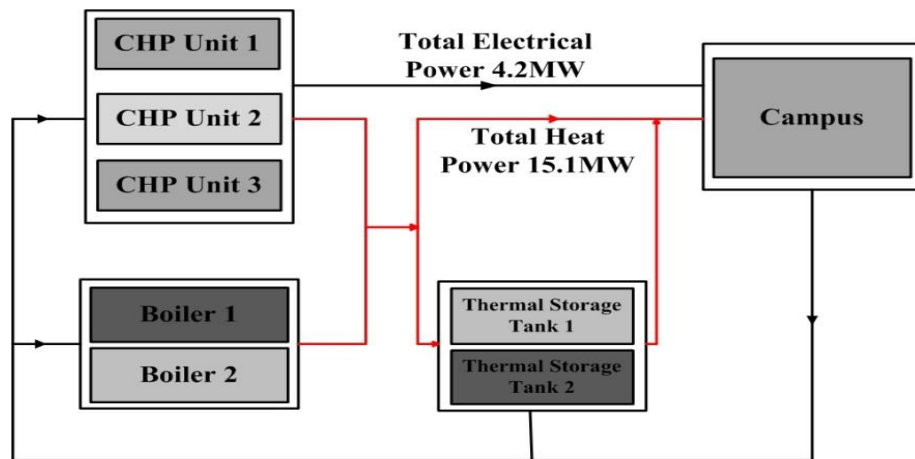 CHP Unit 1
CHP Unit 2
CHP Unit 3
Total Electrical
Power 4.2MW
Total Heat
Power 15.1MW
Campus
Boiler 1
Boiler 2
Thermal Storage
Tank 1
Thermal Storage
Tank 2